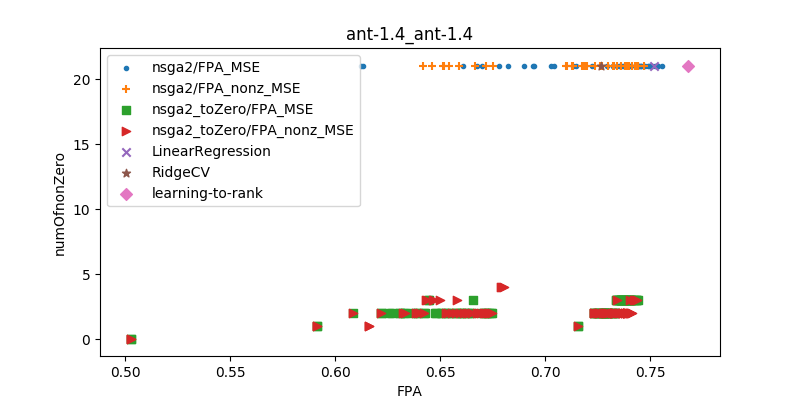 ant-1.4_ant-1.4
nsga2/FPA_MSE
nsga2/FPA_nonz_MSE
nsga2_toZero/FPA_MSE
nsga2_toZero/FPA_nonz_MSE
LinearRegression
RidgeCV
learning-to-rank
numOfnonZero
20
15
10
5
0
0.50 0.55 0.60 0.65 0.70 0.75
FPA